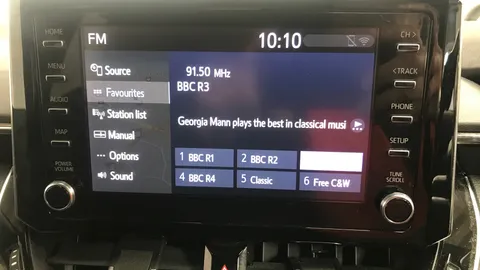 FM
10:10
HOME
MENU
AUDIO
MAP
POWER
VOLUME
CH >
< TRACK
PHONE
SETUP
TUNE
SCROLL
Source
Favourites
Station list
Manual
Options
Sound
91.50 MHz
BBC R3
Georgia Mann plays the best in classical musi
1 BBC R1
2 BBC R2
4 BBC R4
5 Classic
6 Free C&W